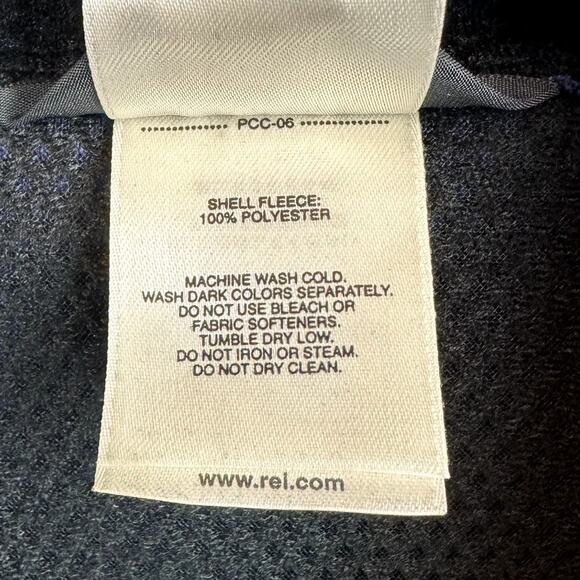 PCC-06
SHELL FLEECE:
100% POLYESTER
MACHINE WASH COLD.
WASH DARK COLORS SEPARATELY.
DO NOT USE BLEACH OR
FABRIC SOFTENERS.
TUMBLE DRY LOW.
DO NOT IRON OR STEAM.
DO NOT DRY CLEAN.
www.rei.com